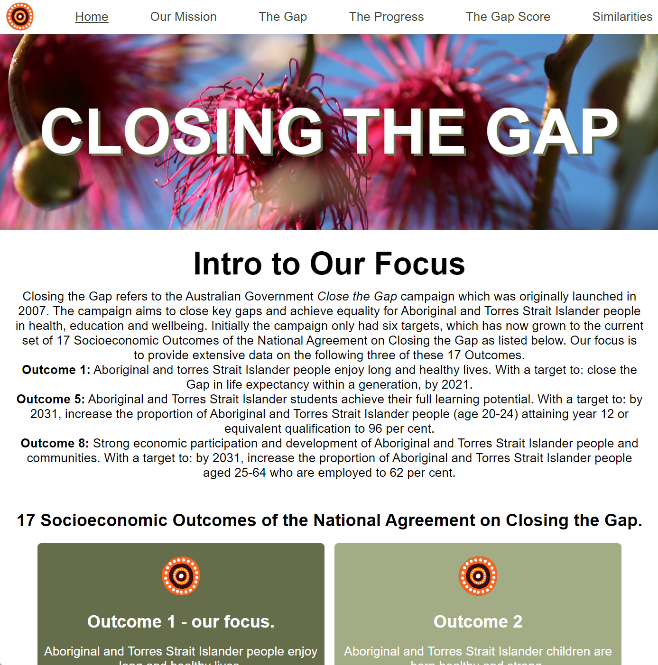 Home Our Mission The Gap The Progress The Gap Score Similarities
CLOSING THE GAP
Intro to Our Focus
Closing the Gap refers to the Australian Government Close the Gap campaign which was originally launched in
2007. The campaign aims to close key gaps and achieve equality for Aboriginal and Torres Strait Islander people
in health, education and wellbeing. Initially the campaign only had six targets, which has now grown to the current
set of 17 Socioeconomic Outcomes of the National Agreement on Closing the Gap as listed below. Our focus is
to provide extensive data on the following three of these 17 Outcomes.
Outcome 1: Aboriginal and torres Strait Islander people enjoy long and healthy lives. With a target to: close the
Gap in life expectancy within a generation, by 2021.
Outcome 5: Aboriginal and Torres Strait Islander students achieve their full learning potential. With a target to: by
2031, increase the proportion of Aboriginal and Torres Strait Islander people (age 20-24) attaining year 12 or
equivalent qualification to 96 per cent.
Outcome 8: Strong economic participation and development of Aboriginal and Torres Strait Islander people and
communities. With a target to: by 2031, increase the proportion of Aboriginal and Torres Strait Islander people
aged 25-64 who are employed to 62 per cent.
17 Socioeconomic Outcomes of the National Agreement on Closing the Gap.
Outcome 1 - our focus.
Aboriginal and Torres Strait Islander people enjoy
long and healthy lives.
Outcome 2
Aboriginal and Torres Strait Islander children are
born healthy and strong.